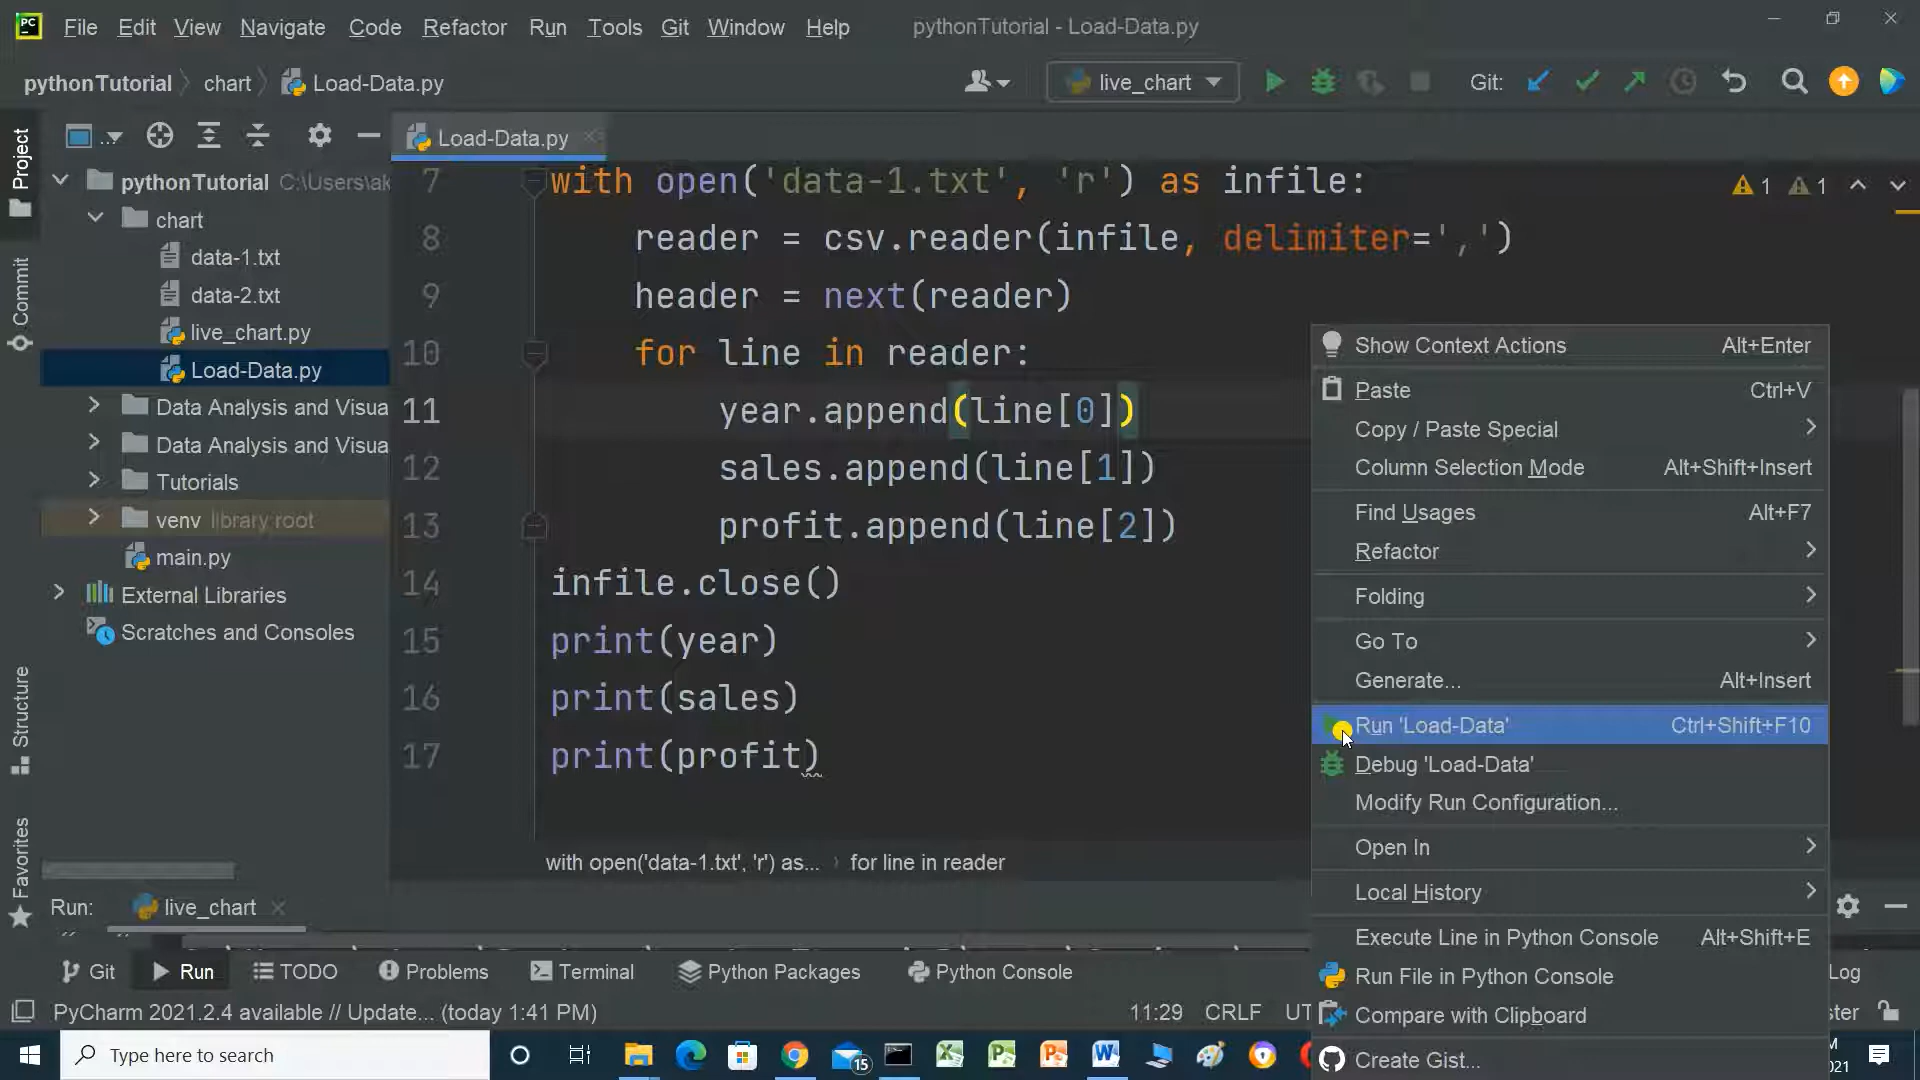 PC File Edit View Navigate Code Refactor Run Tools Git Window Help pythonTutorial - Load-Data.py
pythonTutorial chart Load-Data.py live_chart Git:
Project
...
Load-Data.py
pythonTutorial C:\Users\ak
chart
data-1.txt
data-2.txt
live_chart.py
Load-Data.py
Data Analysis and Visua
Data Analysis and Visua
Tutorials
venv library root
main.py
External Libraries
Scratches and Consoles
Commit
Structure
Favorites
7 with open('data-1.txt', 'r') as infile:
8 reader = csv.reader(infile, delimiter=',')
9 header = next(reader)
10 for line in reader:
11 year.append(line[0])
12 sales.append(line[1])
13 profit.append(line[2])
14 infile.close()
15 print(year)
16 print(sales)
17 print(profit)
1 1
with open('data-1.txt', 'r') as... for line in reader
Show Context Actions Alt+Enter
Paste Ctrl+V
Copy / Paste Special
Column Selection Mode Alt+Shift+Insert
Find Usages Alt+F7
Refactor
Folding
Go To
Generate... Alt+Insert
Run 'Load-Data' Ctrl+Shift+F10
Debug 'Load-Data'
Modify Run Configuration...
Open In
Local History
Execute Line in Python Console Alt+Shift+E
Run File in Python Console
Compare with Clipboard
Create Gist...
Run: live_chart
Git Run TODO Problems Terminal Python Packages Python Console Log
PyCharm 2021.2.4 available // Update... (today 1:41 PM) 11:29 CRLF UT ster
Type here to search 15 M
021